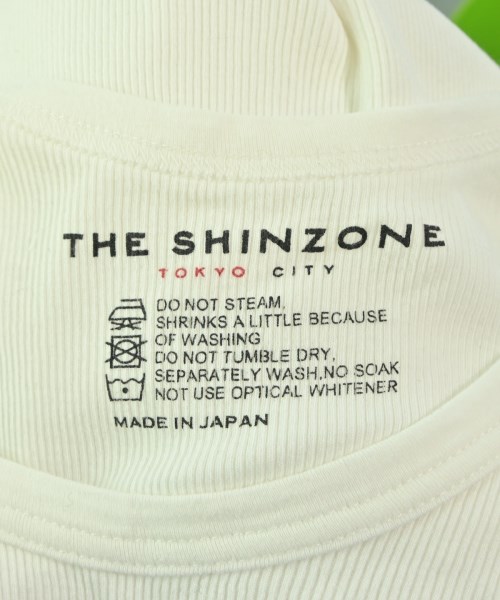 THE SHINZONE
TOKYO CITY
DO NOT STEAM.
SHRINKS A LITTLE BECAUSE
OF WASHING
DO NOT TUMBLE DRY.
SEPARATELY WASH.NO SOAK
NOT USE OPTICAL WHITENER
MADE IN JAPAN